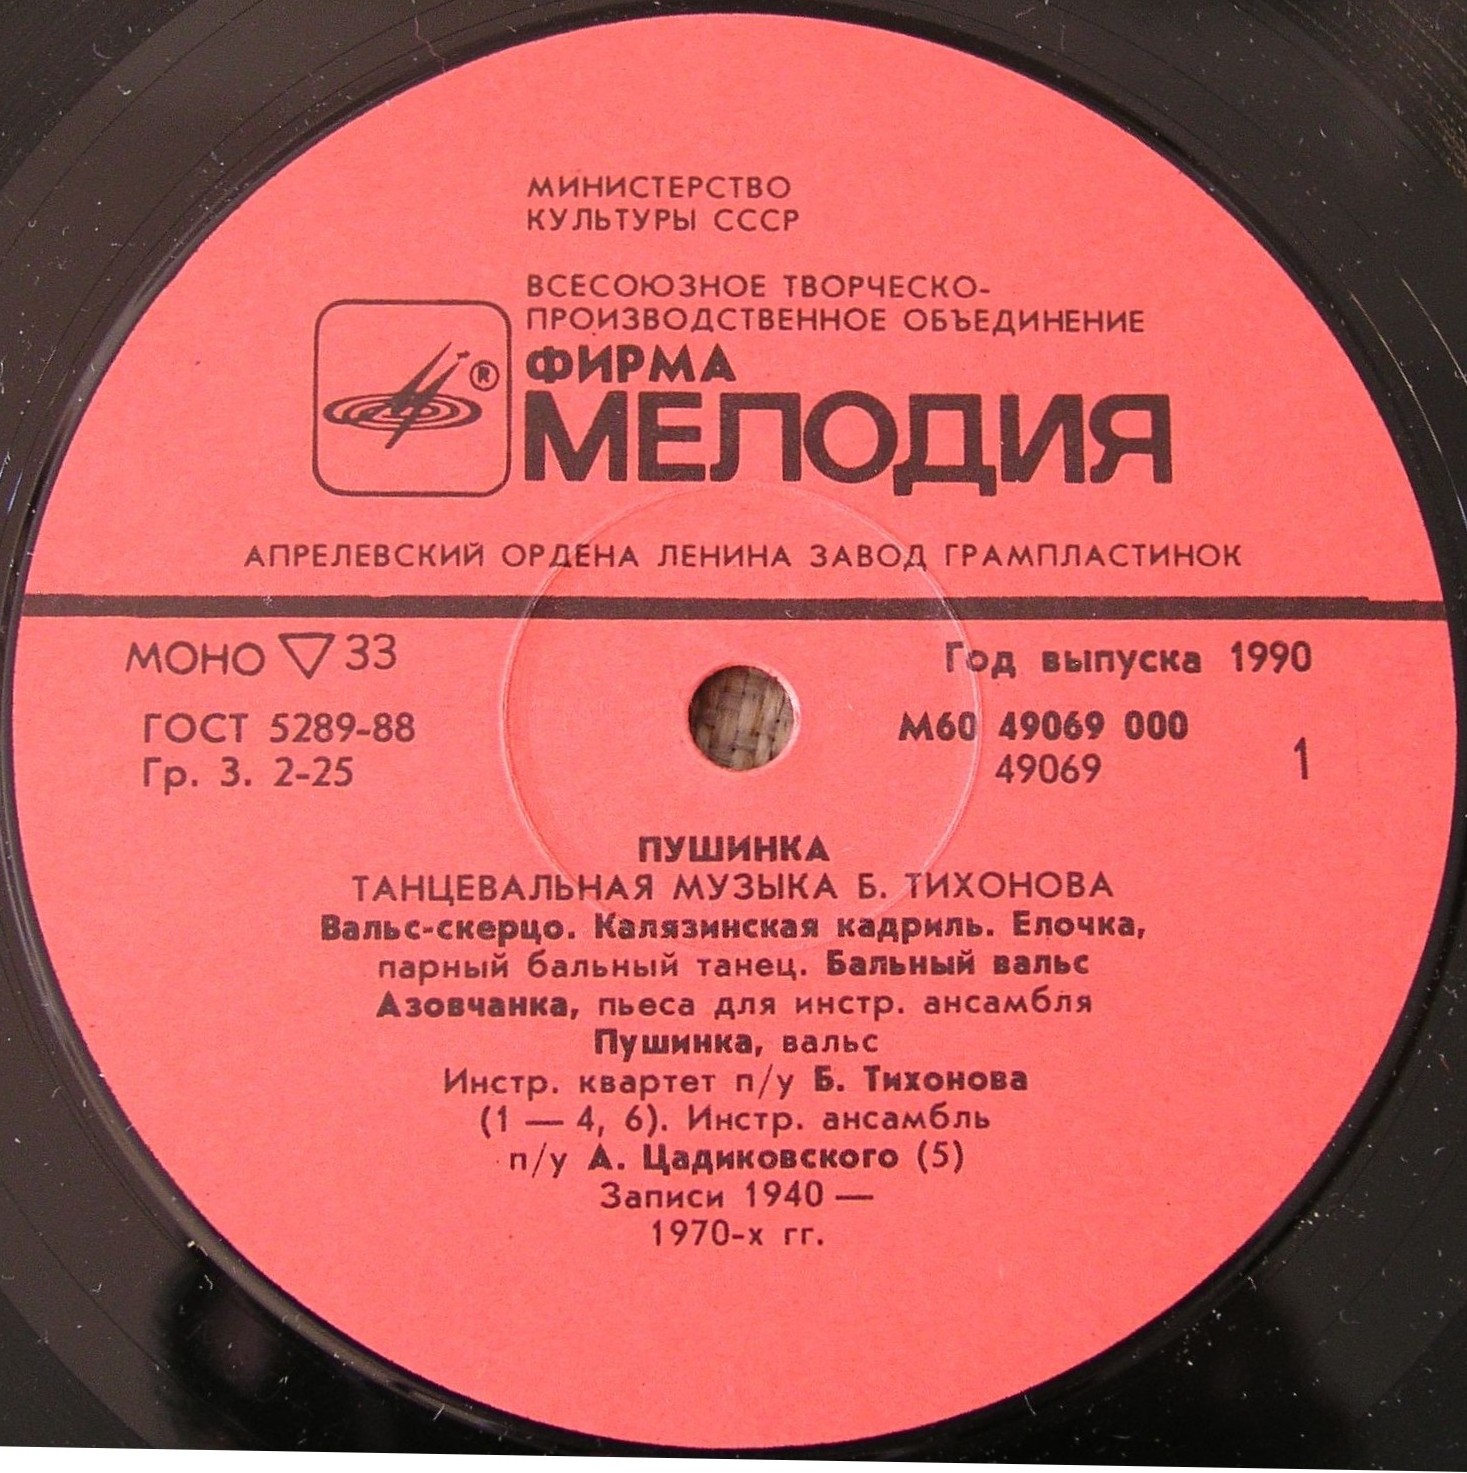 МИНИСТЕРСТВО
КУЛЬТУРЫ СССР
ВСЕСОЮЗНОЕ ТВОРЧЕСКО-
ПРОИЗВОДСТВЕННОЕ ОБЪЕДИНЕНИЕ
®
ФИРМА
МЕЛОДИЯ
АПРЕЛЕВСКИЙ ОРДЕНА ЛЕНИНА ЗАВОД ГРАМПЛАСТИНОК
МОНО ▽ 33
Год выпуска 1990
ГОСТ 5289-88
М60 49069 000
Гр. 3. 2-25
49069
1
ПУШИНКА
ТАНЦЕВАЛЬНАЯ МУЗЫКА Б. ТИХОНОВА
Вальс-скерцо. Калязинская кадриль. Елочка,
парный бальный танец. Бальный вальс
Азовчанка, пьеса для инстр. ансамбля
Пушинка, вальс
Инстр. квартет п/у Б. Тихонова
(1 — 4, 6). Инстр. ансамбль
п/у А. Цадиковского (5)
Записи 1940 —
1970-х гг.